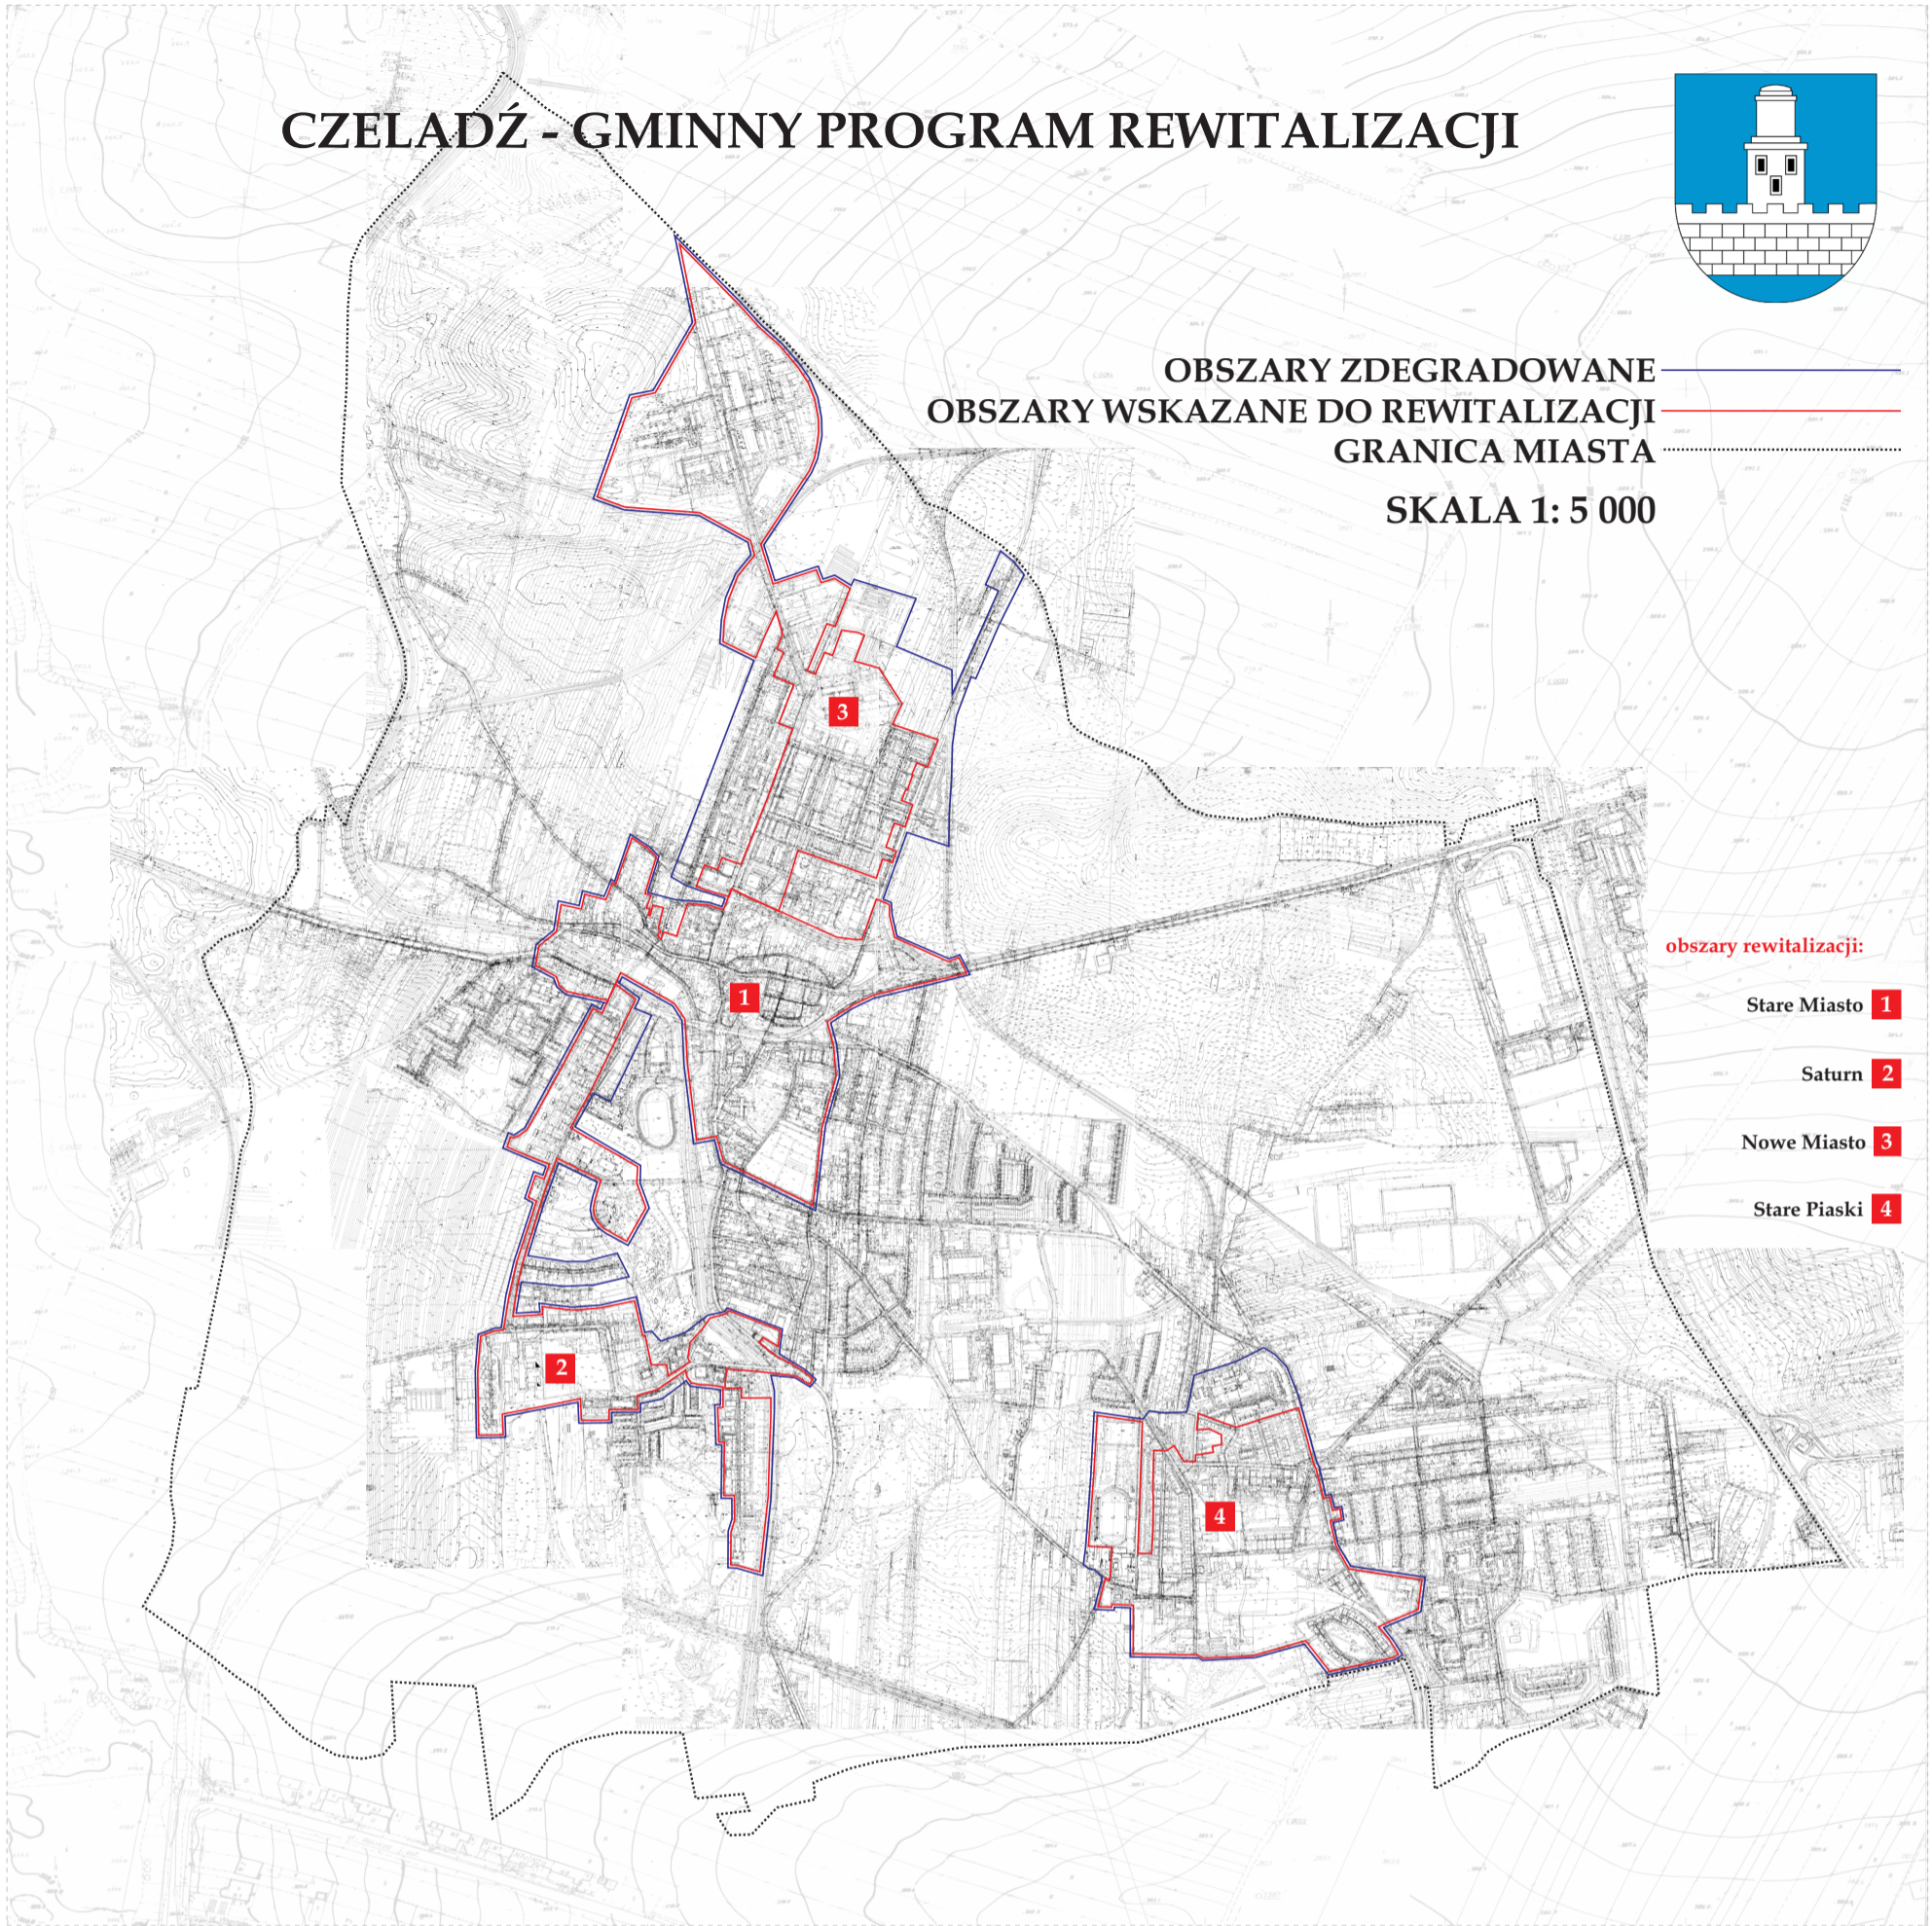 CZELADŹ - GMINNY PROGRAM REWITALIZACJI
OBSZARY ZDEGRADOWANE
OBSZARY WSKAZANE DO REWITALIZACJI
GRANICA MIASTA
SKALA 1: 5 000
3
obszary rewitalizacji:
1
Stare Miasto 1
Saturn 2
Nowe Miasto 3
Stare Piaski 4
2
4